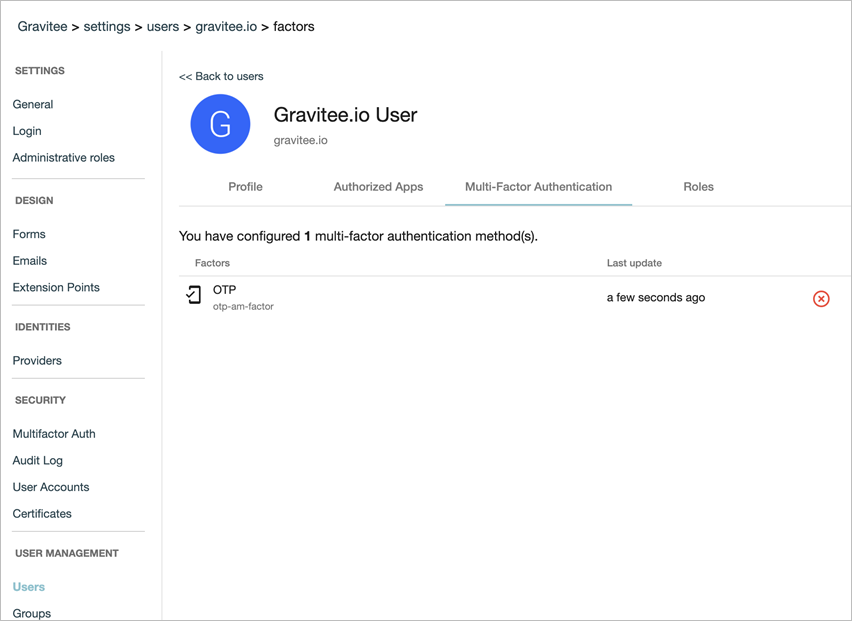 Gravitee > settings > users > gravitee.io > factors
SETTINGS
General
Login
Administrative roles
DESIGN
Forms
Emails
Extension Points
IDENTITIES
Providers
SECURITY
Multifactor Auth
Audit Log
User Accounts
Certificates
USER MANAGEMENT
Users
Groups
<< Back to users
G
Gravitee.io User
gravitee.io
Profile Authorized Apps Multi-Factor Authentication Roles
You have configured 1 multi-factor authentication method(s).
Factors Last update
OTP
otp-am-factor
a few seconds ago